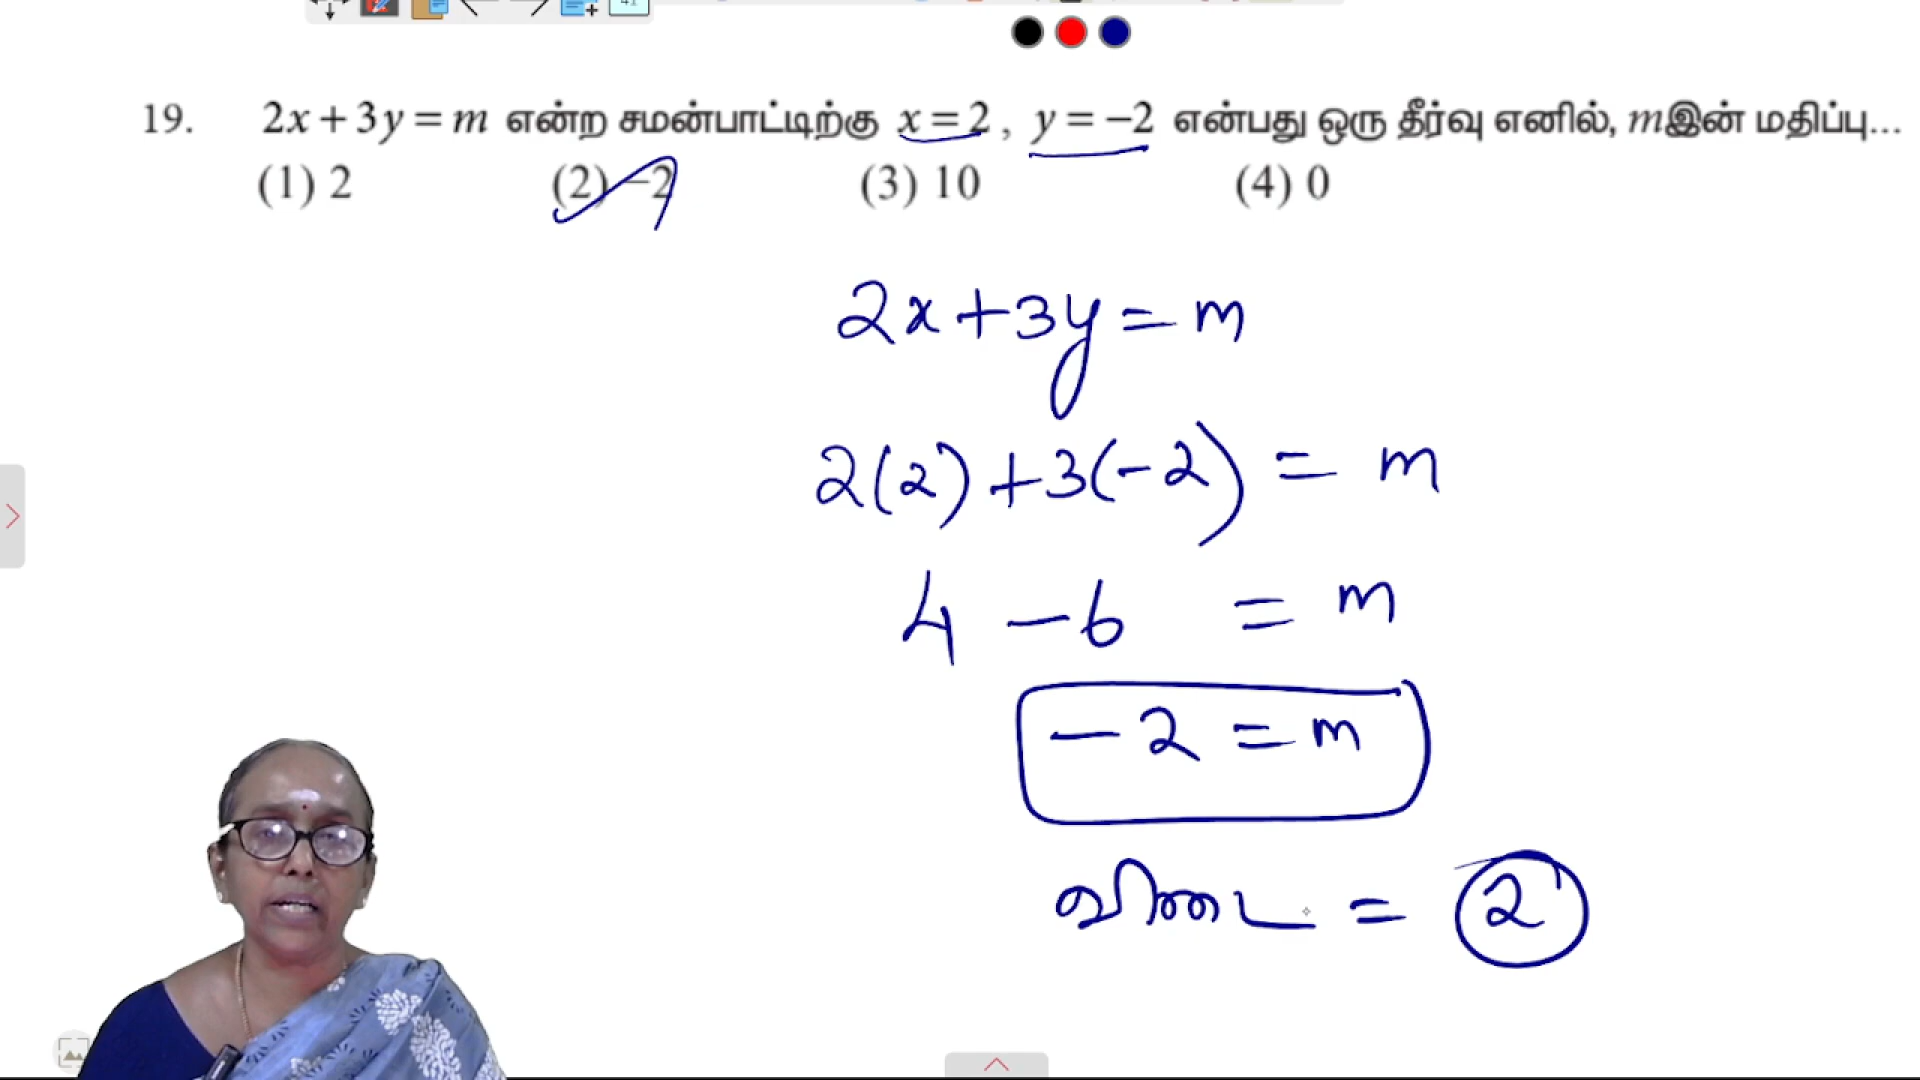 19. 2x + 3y = m என்ற சமன்பாட்டிற்கு x = 2 , y = −2 என்பது ஒரு தீர்வு எனில், m இன் மதிப்பு...
(1) 2 (2) −2 (3) 10 (4) 0
2x + 3y = m
2(2) + 3(−2) = m
4 − 6 = m
−2 = m
விடை = 2